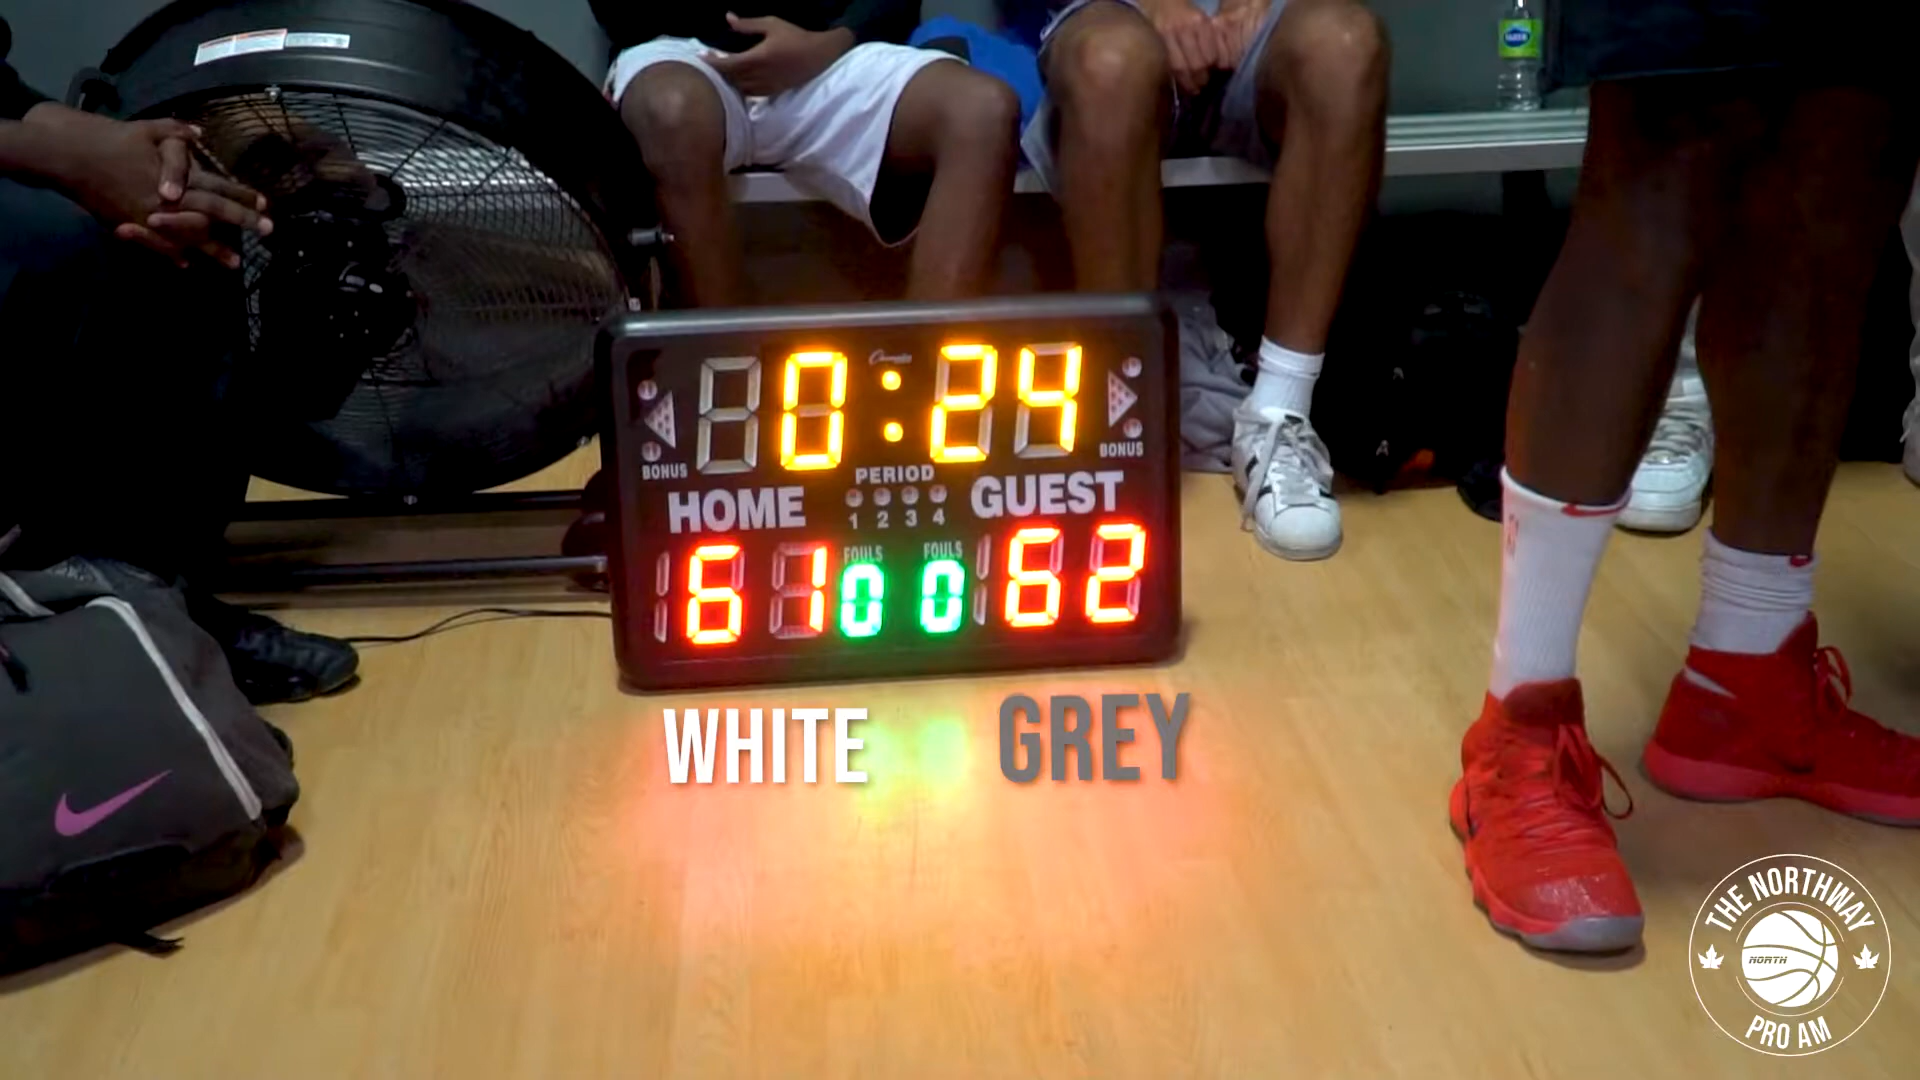 0:24
BONUS
BONUS
PERIOD
HOME
GUEST
1 2 3 4
FOULS
FOULS
61
0
0
62
WHITE
GREY
THE NORTHWAY
NORTH
PRO AM